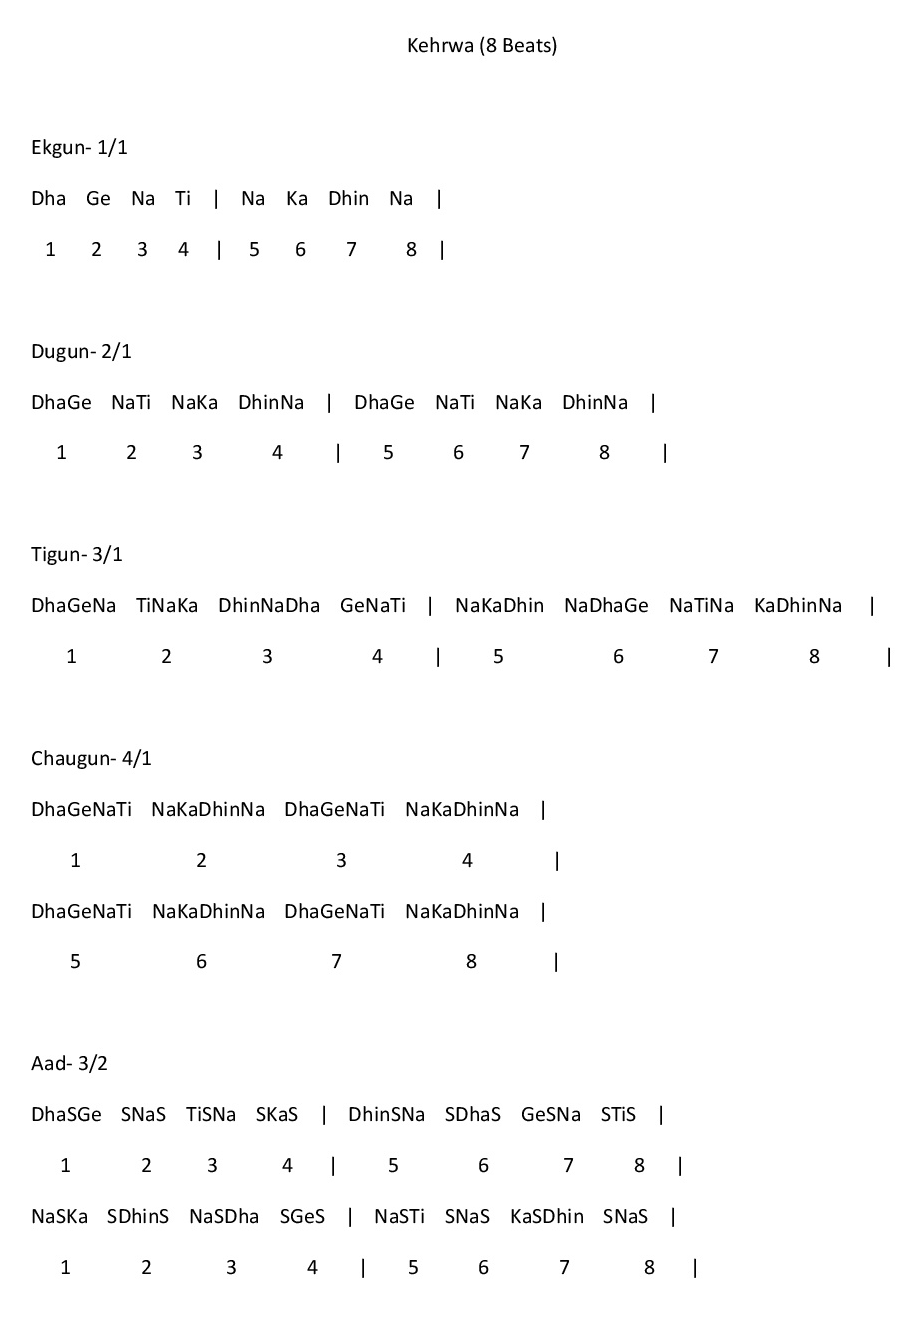 Kehrwa (8 Beats)
Ekgun- 1/1
Dha Ge Na Ti | Na Ka Dhin Na |
1 2 3 4 | 5 6 7 8 |
Dugun- 2/1
DhaGe NaTi NaKa DhinNa | DhaGe NaTi NaKa DhinNa |
1 2 3 4 | 5 6 7 8 |
Tigun- 3/1
DhaGeNa TiNaKa DhinNaDha GeNaTi | NaKaDhin NaDhaGe NaTiNa KaDhinNa |
1 2 3 4 | 5 6 7 8 |
Chaugun- 4/1
DhaGeNaTi NaKaDhinNa DhaGeNaTi NaKaDhinNa |
1 2 3 4 |
DhaGeNaTi NaKaDhinNa DhaGeNaTi NaKaDhinNa |
5 6 7 8 |
Aad- 3/2
DhaSGe SNaS TiSNa SKaS | DhinSNa SDhaS GeSNa STiS |
1 2 3 4 | 5 6 7 8 |
NaSKa SDhinS NaSDha SGeS | NaSTi SNaS KaSDhin SNaS |
1 2 3 4 | 5 6 7 8 |